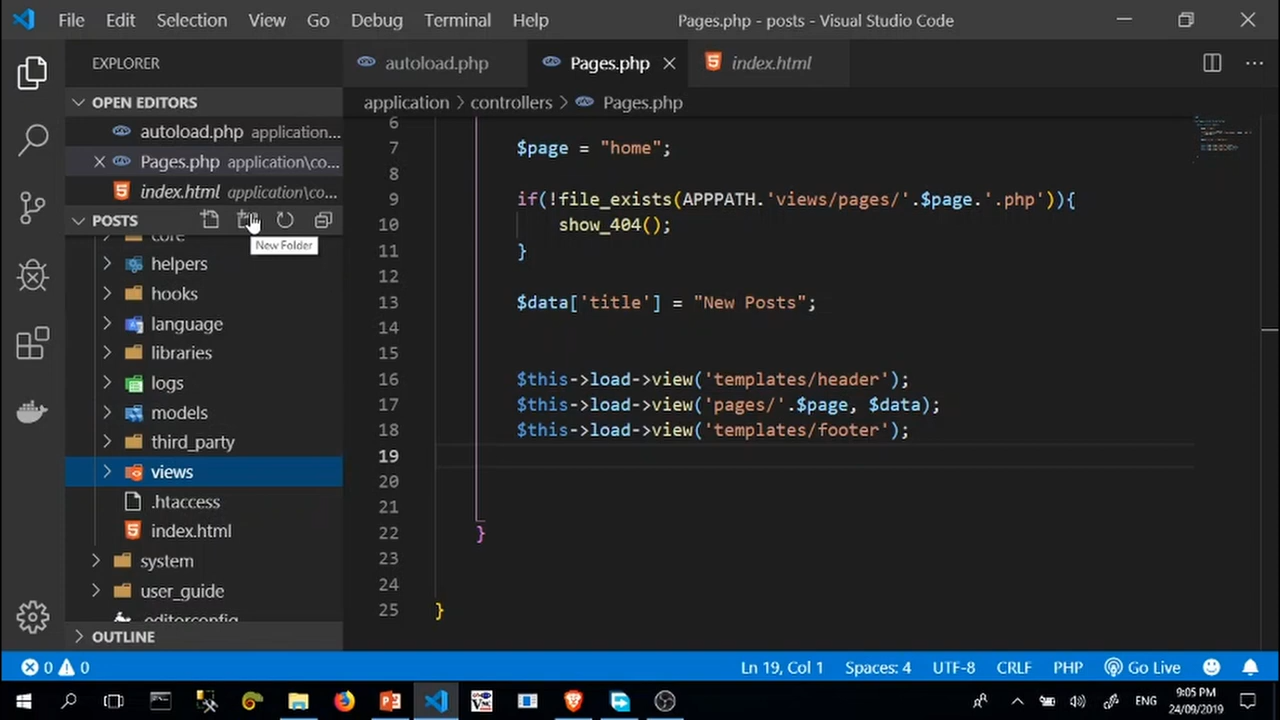 File Edit Selection View Go Debug Terminal Help Pages.php - posts - Visual Studio Code
EXPLORER
OPEN EDITORS
autoload.php application...
Pages.php application\co...
index.html application\co...
POSTS
New Folder
core
helpers
hooks
language
libraries
logs
models
third_party
views
.htaccess
index.html
system
user_guide
.editorconfig
OUTLINE
autoload.php Pages.php index.html
application > controllers > Pages.php
6
7 $page = "home";
8
9 if(!file_exists(APPPATH.'views/pages/'.$page.'.php')){
10 show_404();
11 }
12
13 $data['title'] = "New Posts";
14
15
16 $this->load->view('templates/header');
17 $this->load->view('pages/'.$page, $data);
18 $this->load->view('templates/footer');
19
20
21
22 }
23
24
25 }
0 0 Ln 19, Col 1 Spaces: 4 UTF-8 CRLF PHP Go Live
ENG 9:05 PM
24/09/2019